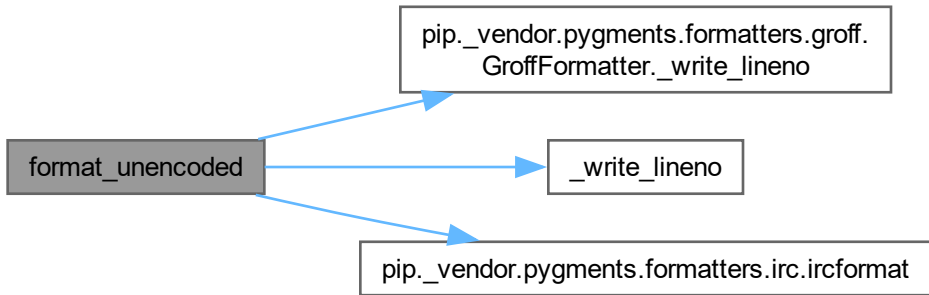 pip._vendor.pygments.formatters.groff.
GroffFormatter._write_lineno
format_unencoded
_write_lineno
pip._vendor.pygments.formatters.irc.ircformat